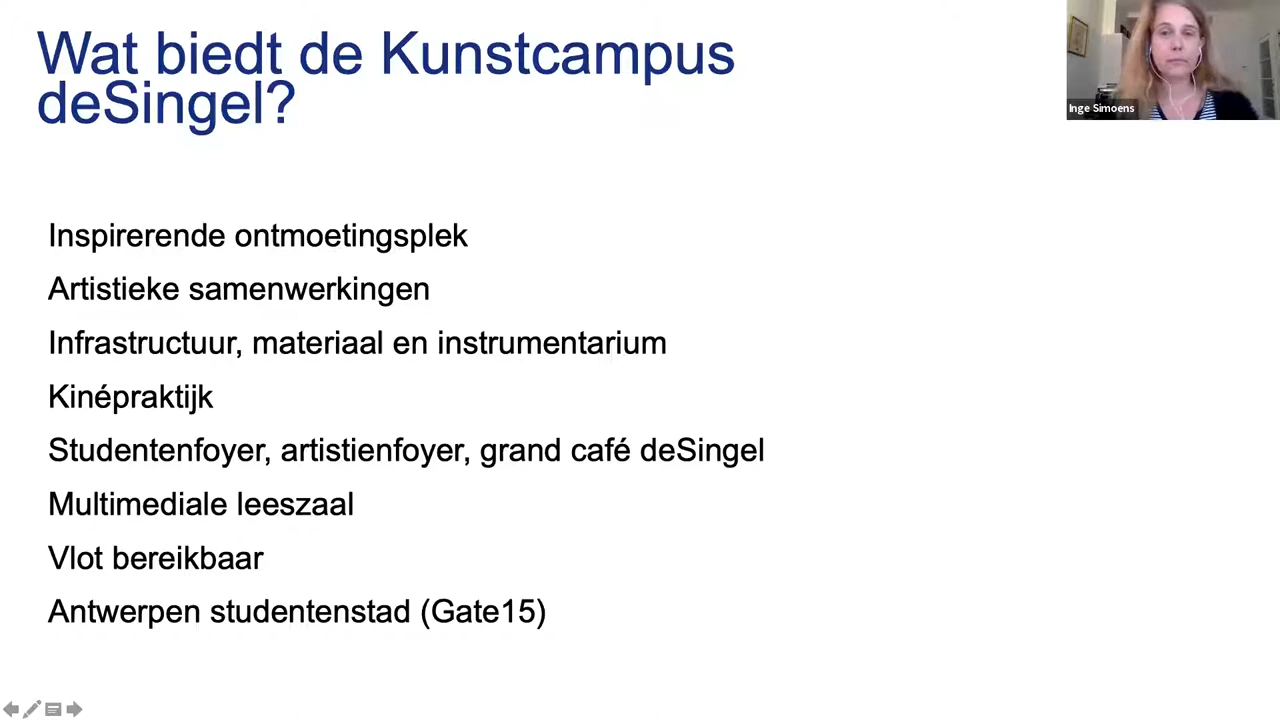 Wat biedt de Kunstcampus
deSingel?
Inge Simoens
Inspirerende ontmoetingsplek
Artistieke samenwerkingen
Infrastructuur, materiaal en instrumentarium
Kinépraktijk
Studentenfoyer, artistienfoyer, grand café deSingel
Multimediale leeszaal
Vlot bereikbaar
Antwerpen studentenstad (Gate15)